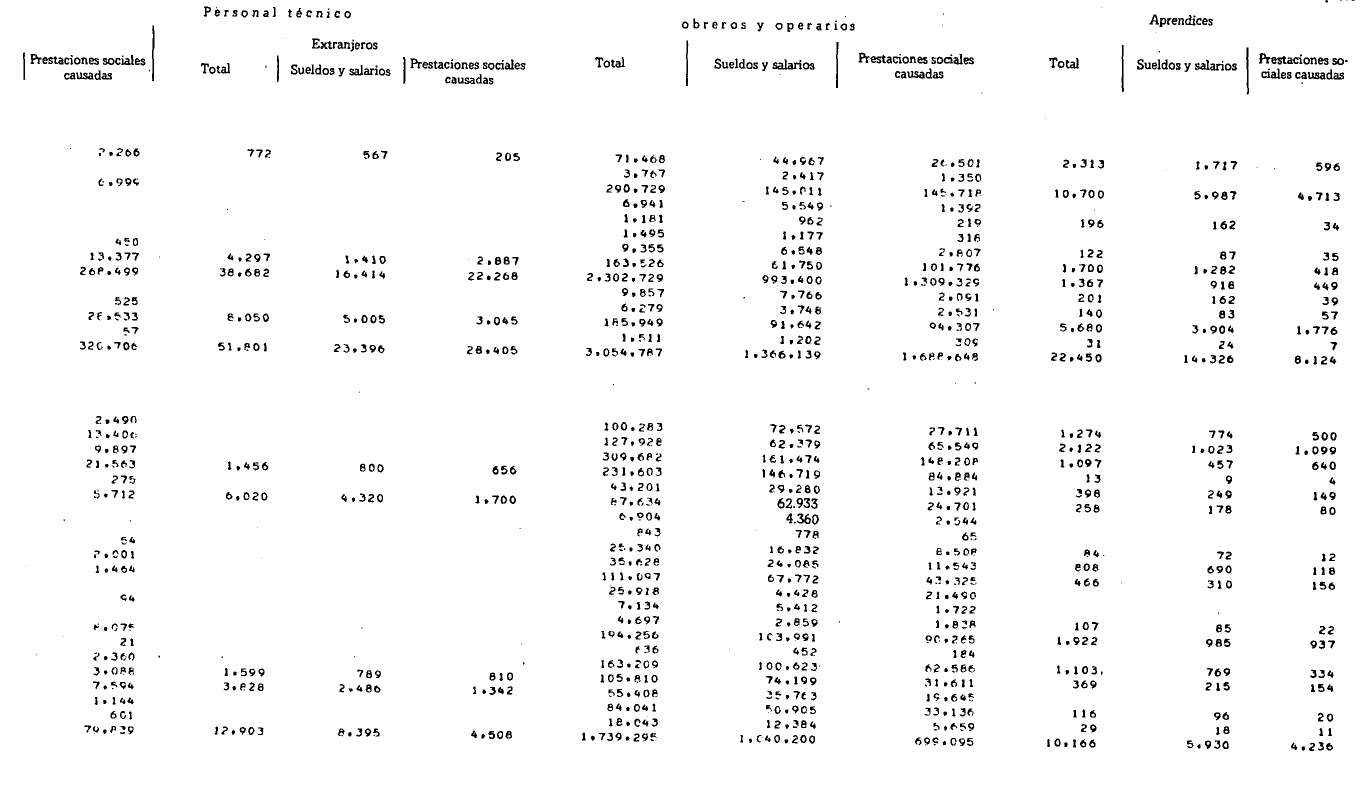 Personal técnico obreros y operarios Aprendices
Extranjeros
Prestaciones sociales causadas Total Sueldos y salarios Prestaciones sociales causadas Total Sueldos y salarios Prestaciones sociales causadas Total Sueldos y salarios Prestaciones so-
ciales causadas
2.266 772 567 205 71.468 44.967 26.501 2.313 1.717 596
3.767 2.417 1.350
6.999 290.729 145.011 145.718 10.700 5.987 4.713
6.941 5.549 1.392
1.181 962 219 196 162 34
1.495 1.177 318
450 9.355 6.548 2.807 122 87 35
13.377 4.297 1.410 2.887 163.526 61.750 101.776 1.700 1.282 418
268.499 38.682 16.414 22.268 2.302.729 993.400 1.309.329 1.367 918 449
9.857 7.766 2.091 201 162 39
525 6.279 3.748 2.531 140 83 57
28.533 8.050 5.005 3.045 185.949 91.642 94.307 5.680 3.904 1.776
57 1.511 1.202 309 31 24 7
320.706 51.801 23.396 28.405 3.054.787 1.366.139 1.688.648 22.450 14.326 8.124
2.490 100.283 72.572 27.711 1.274 774 500
13.406 127.928 62.379 65.549 2.122 1.023 1.099
9.897 309.682 161.474 148.208 1.097 457 640
21.563 1.456 800 656 231.603 146.719 84.884 13 9 4
275 43.201 29.280 13.921 398 249 149
5.712 6.020 4.320 1.700 87.634 62.933 24.701 258 178 80
6.904 4.360 2.544
843 778 65
54 25.340 16.832 8.508 84 72 12
2.001 35.628 24.085 11.543 808 690 118
1.464 111.097 67.772 43.325 466 310 156
25.918 4.428 21.490
94 7.134 5.412 1.722
4.697 2.859 1.838 107 85 22
8.075 194.256 103.991 90.265 1.922 985 937
21 636 452 184
2.360 163.209 100.623 62.586 1.103 769 334
3.088 1.599 789 810 105.810 74.199 31.611 369 215 154
7.594 3.828 2.486 1.342 55.408 35.763 19.645
1.144 84.041 50.905 33.136 116 96 20
601 18.043 12.384 5.659 29 18 11
79.839 12.903 8.395 4.508 1.739.295 1.040.200 699.095 10.166 5.930 4.236